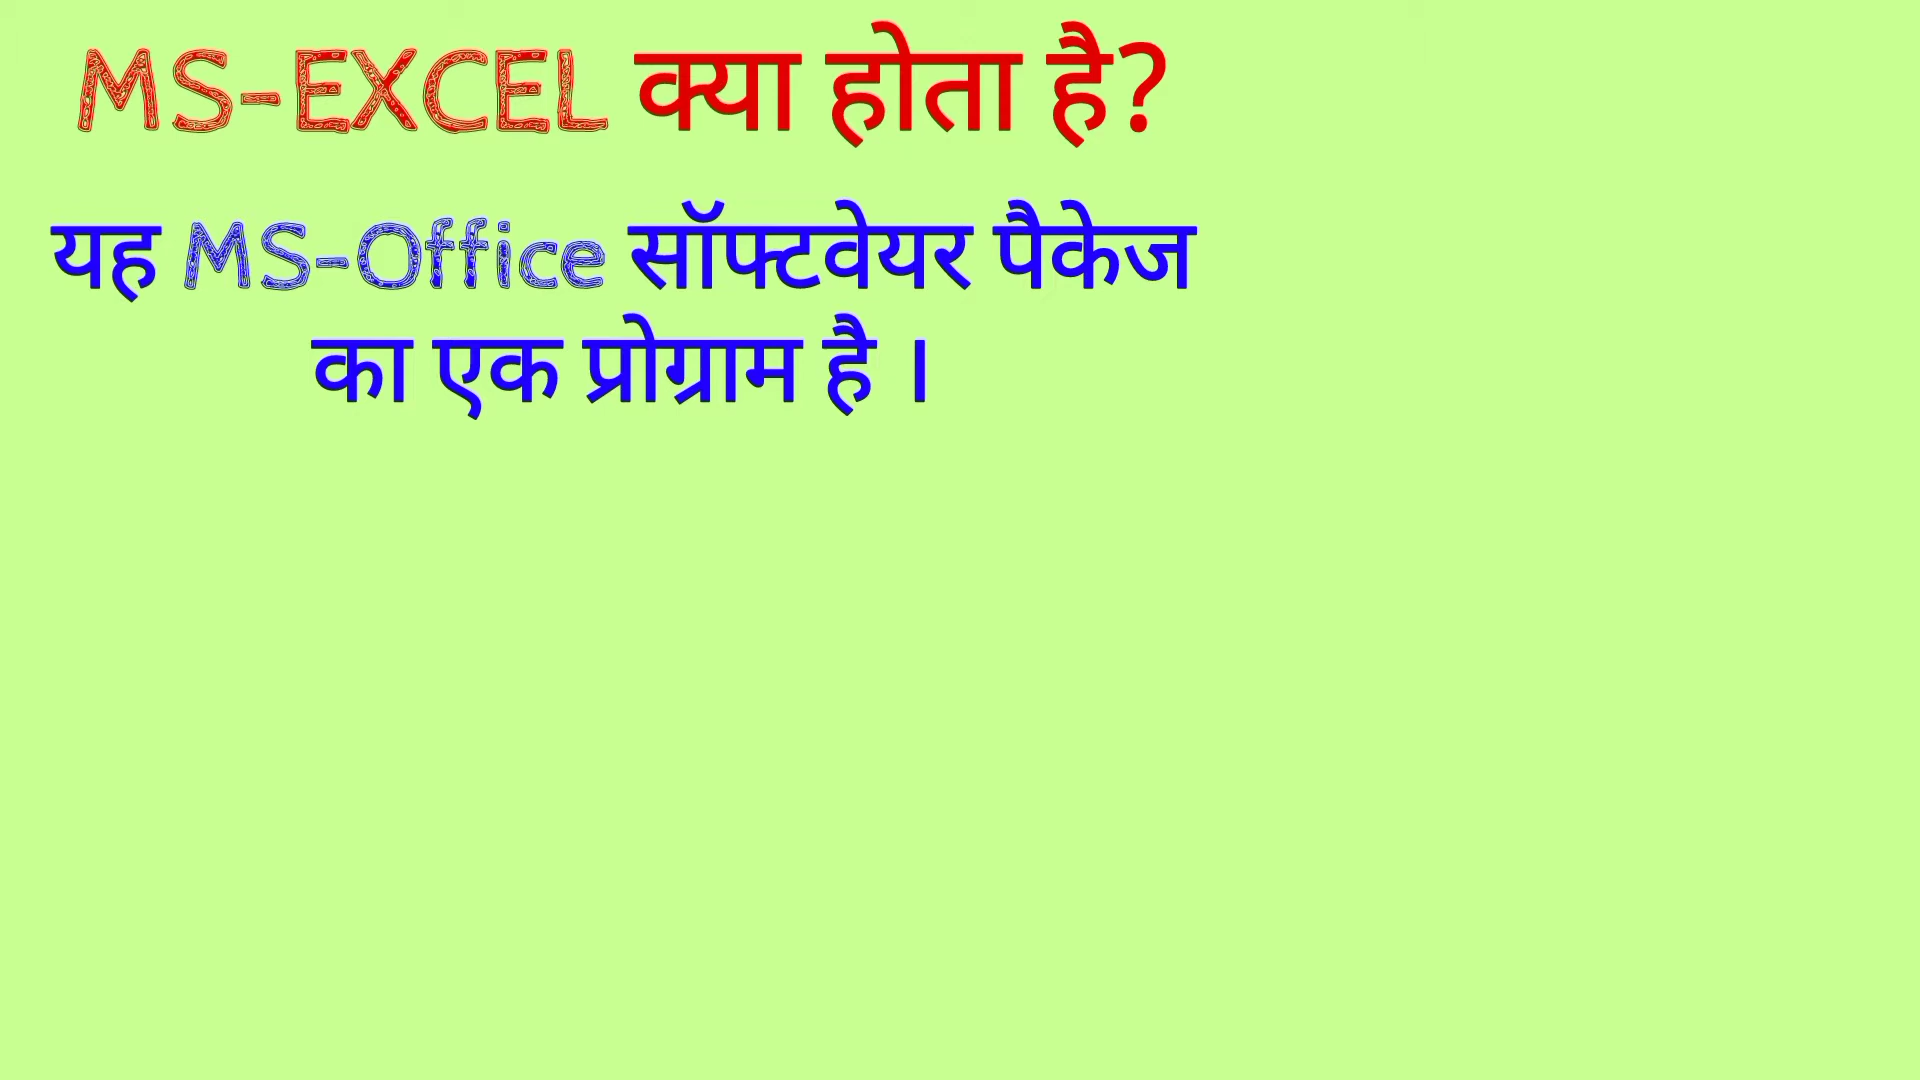 MS-EXCEL क्या होता है?
यह MS-Office सॉफ्टवेयर पैकेज
का एक प्रोग्राम है ।